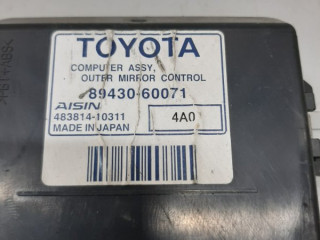 TOYOTA
COMPUTER ASSY,
OUTER MIRROR CONTROL
89430-60071
AISIN
483814-10311
4A0
MADE IN JAPAN